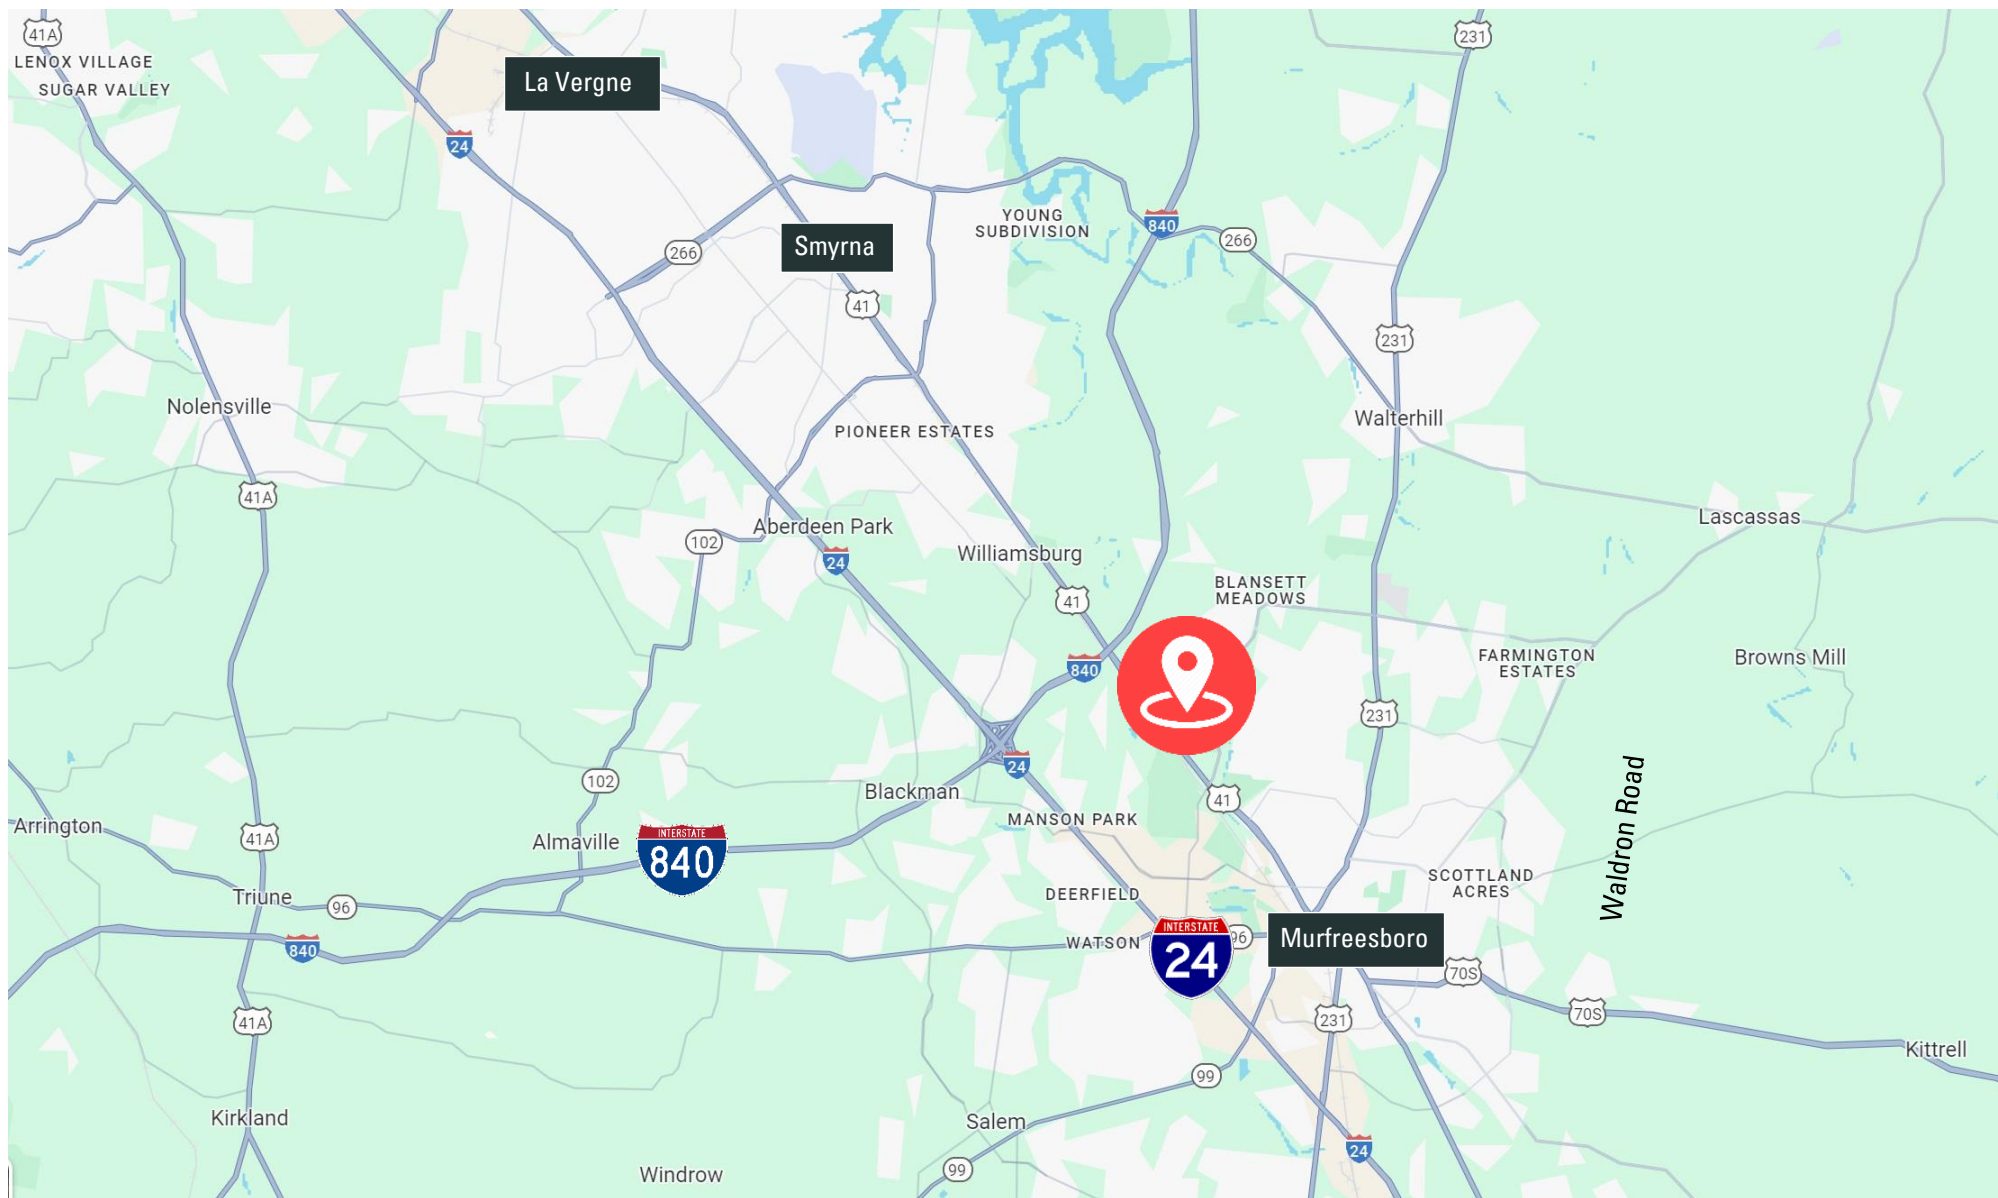 41A
LENOX VILLAGE
SUGAR VALLEY
231
La Vergne
24
YOUNG
SUBDIVISION
840
266
266
Smyrna
41
231
Nolensville
Walterhill
PIONEER ESTATES
41A
Lascassas
Aberdeen Park
102
24
Williamsburg
BLANSETT
MEADOWS
41
840
FARMINGTON
ESTATES
Browns Mill
231
24
102
Blackman
41
MANSON PARK
Arrington
41A
Almaville
INTERSTATE
840
Waldron Road
SCOTTLAND
ACRES
DEERFIELD
Triune
96
WATSON
INTERSTATE
24
96
Murfreesboro
840
70S
70S
41A
231
Kittrell
99
Kirkland
Salem
24
Windrow
99